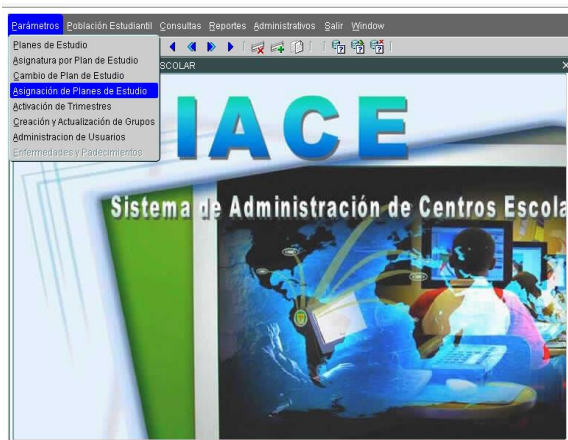 Parámetros Población Estudiantil Consultas Reportes Administrativos Salir Window
Planes de Estudio
Asignatura por Plan de Estudio
Cambio de Plan de Estudio
Asignación de Planes de Estudio
Activación de Trimestres
Creación y Actualización de Grupos
Administracion de Usuarios
Enfermedades y Padecimientos
SCOLAR
IACE
Sistema de Administración de Centros Escola